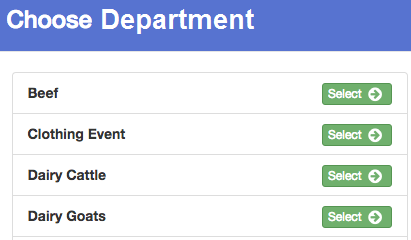 Choose Department
Beef Select
Clothing Event Select
Dairy Cattle Select
Dairy Goats Select